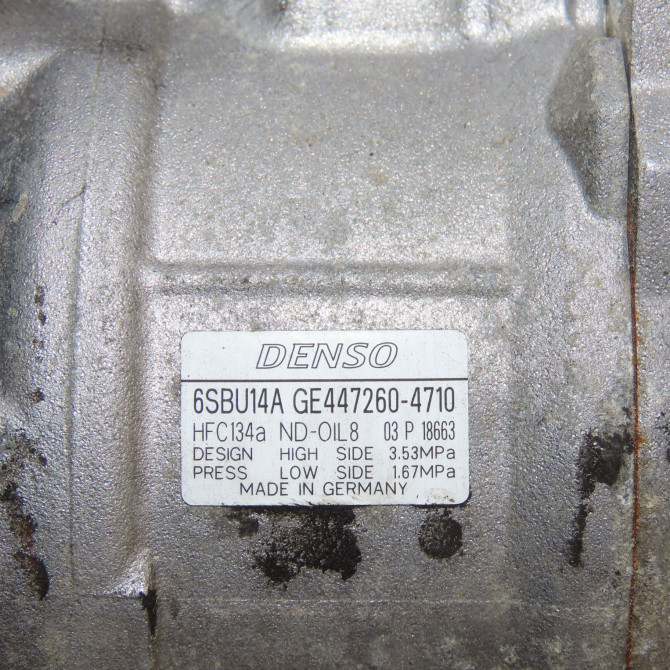 DENSO
6SBU14A GE447260-4710
HFC134a ND-OIL8 03 P 18663
DESIGN HIGH SIDE 3.53MPa
PRESS LOW SIDE 1.67MPa
MADE IN GERMANY